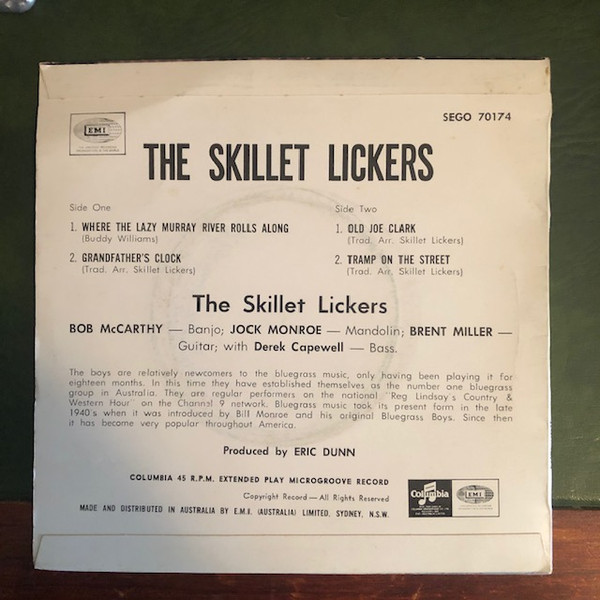 SEGO 70174
EMI
THE SKILLET LICKERS
Side One
1. WHERE THE LAZY MURRAY RIVER ROLLS ALONG
(Buddy Williams)
2. GRANDFATHER'S CLOCK
(Trad. Arr. Skillet Lickers)
Side Two
1. OLD JOE CLARK
(Trad. Arr. Skillet Lickers)
2. TRAMP ON THE STREET
(Trad. Arr. Skillet Lickers)
The Skillet Lickers
BOB McCARTHY — Banjo; JOCK MONROE — Mandolin; BRENT MILLER —
Guitar; with Derek Capewell — Bass.
The boys are relatively newcomers to the bluegrass music, only having been playing it for
eighteen months. In this time they have established themselves as the number one bluegrass
group in Australia. They are regular performers on the national "Reg Lindsay's Country &
Western Hour" on the Channel 9 network. Bluegrass music took its present form in the late
1940's when it was introduced by Bill Monroe and his original Bluegrass Boys. Since then
it has become very popular throughout America.
Produced by ERIC DUNN
COLUMBIA 45 R.P.M. EXTENDED PLAY MICROGROOVE RECORD
Copyright Record — All Rights Reserved
MADE AND DISTRIBUTED IN AUSTRALIA BY E.M.I. (AUSTRALIA) LIMITED, SYDNEY, N.S.W.
Columbia
EMI